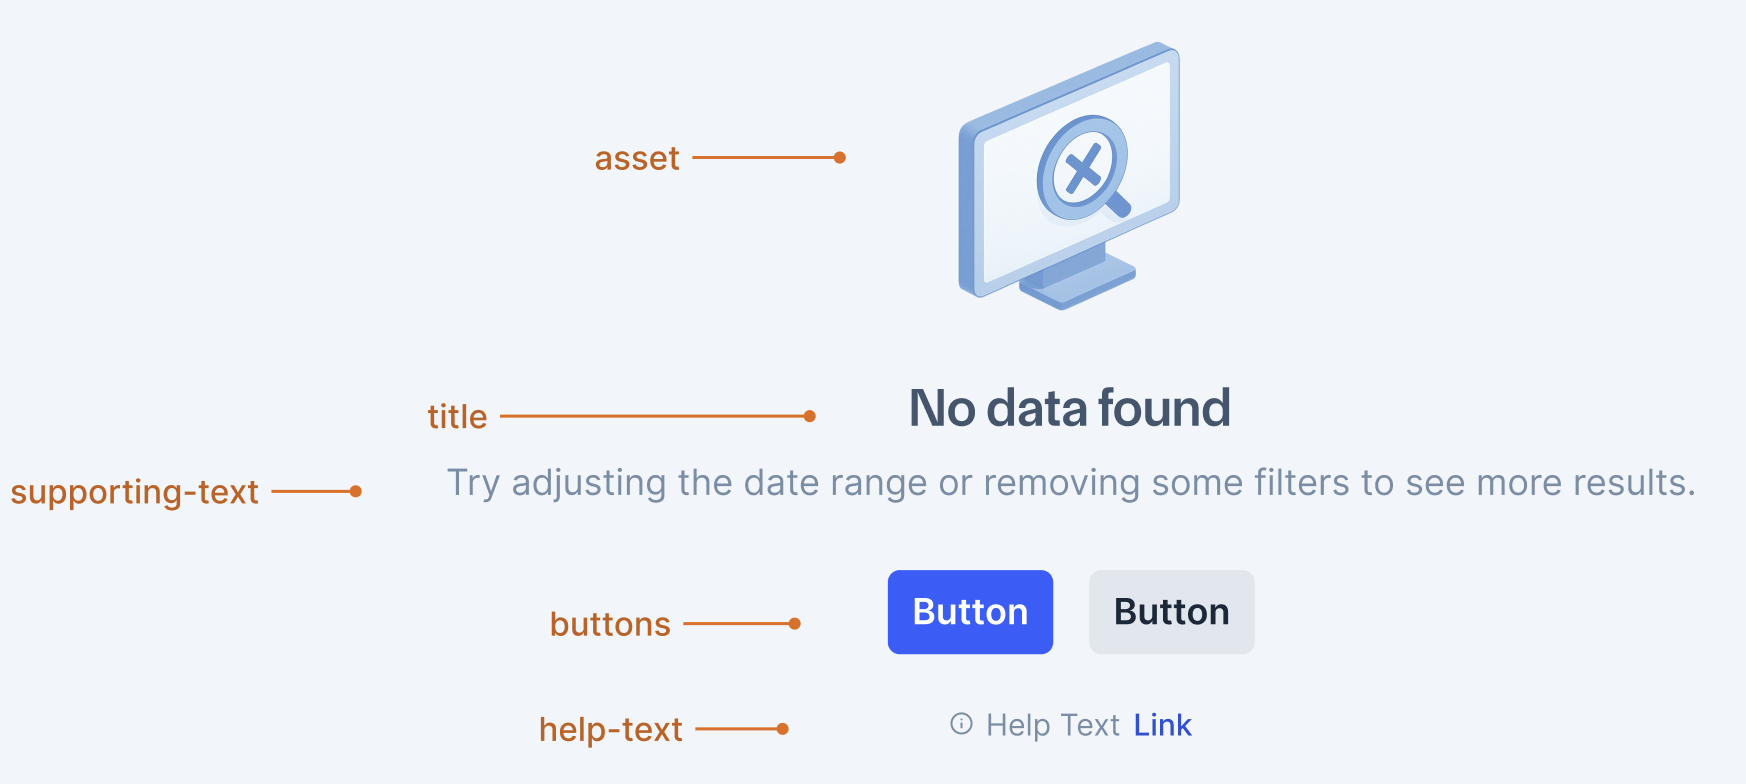 asset
title
No data found
supporting-text
Try adjusting the date range or removing some filters to see more results.
buttons
Button
Button
help-text
Help Text Link